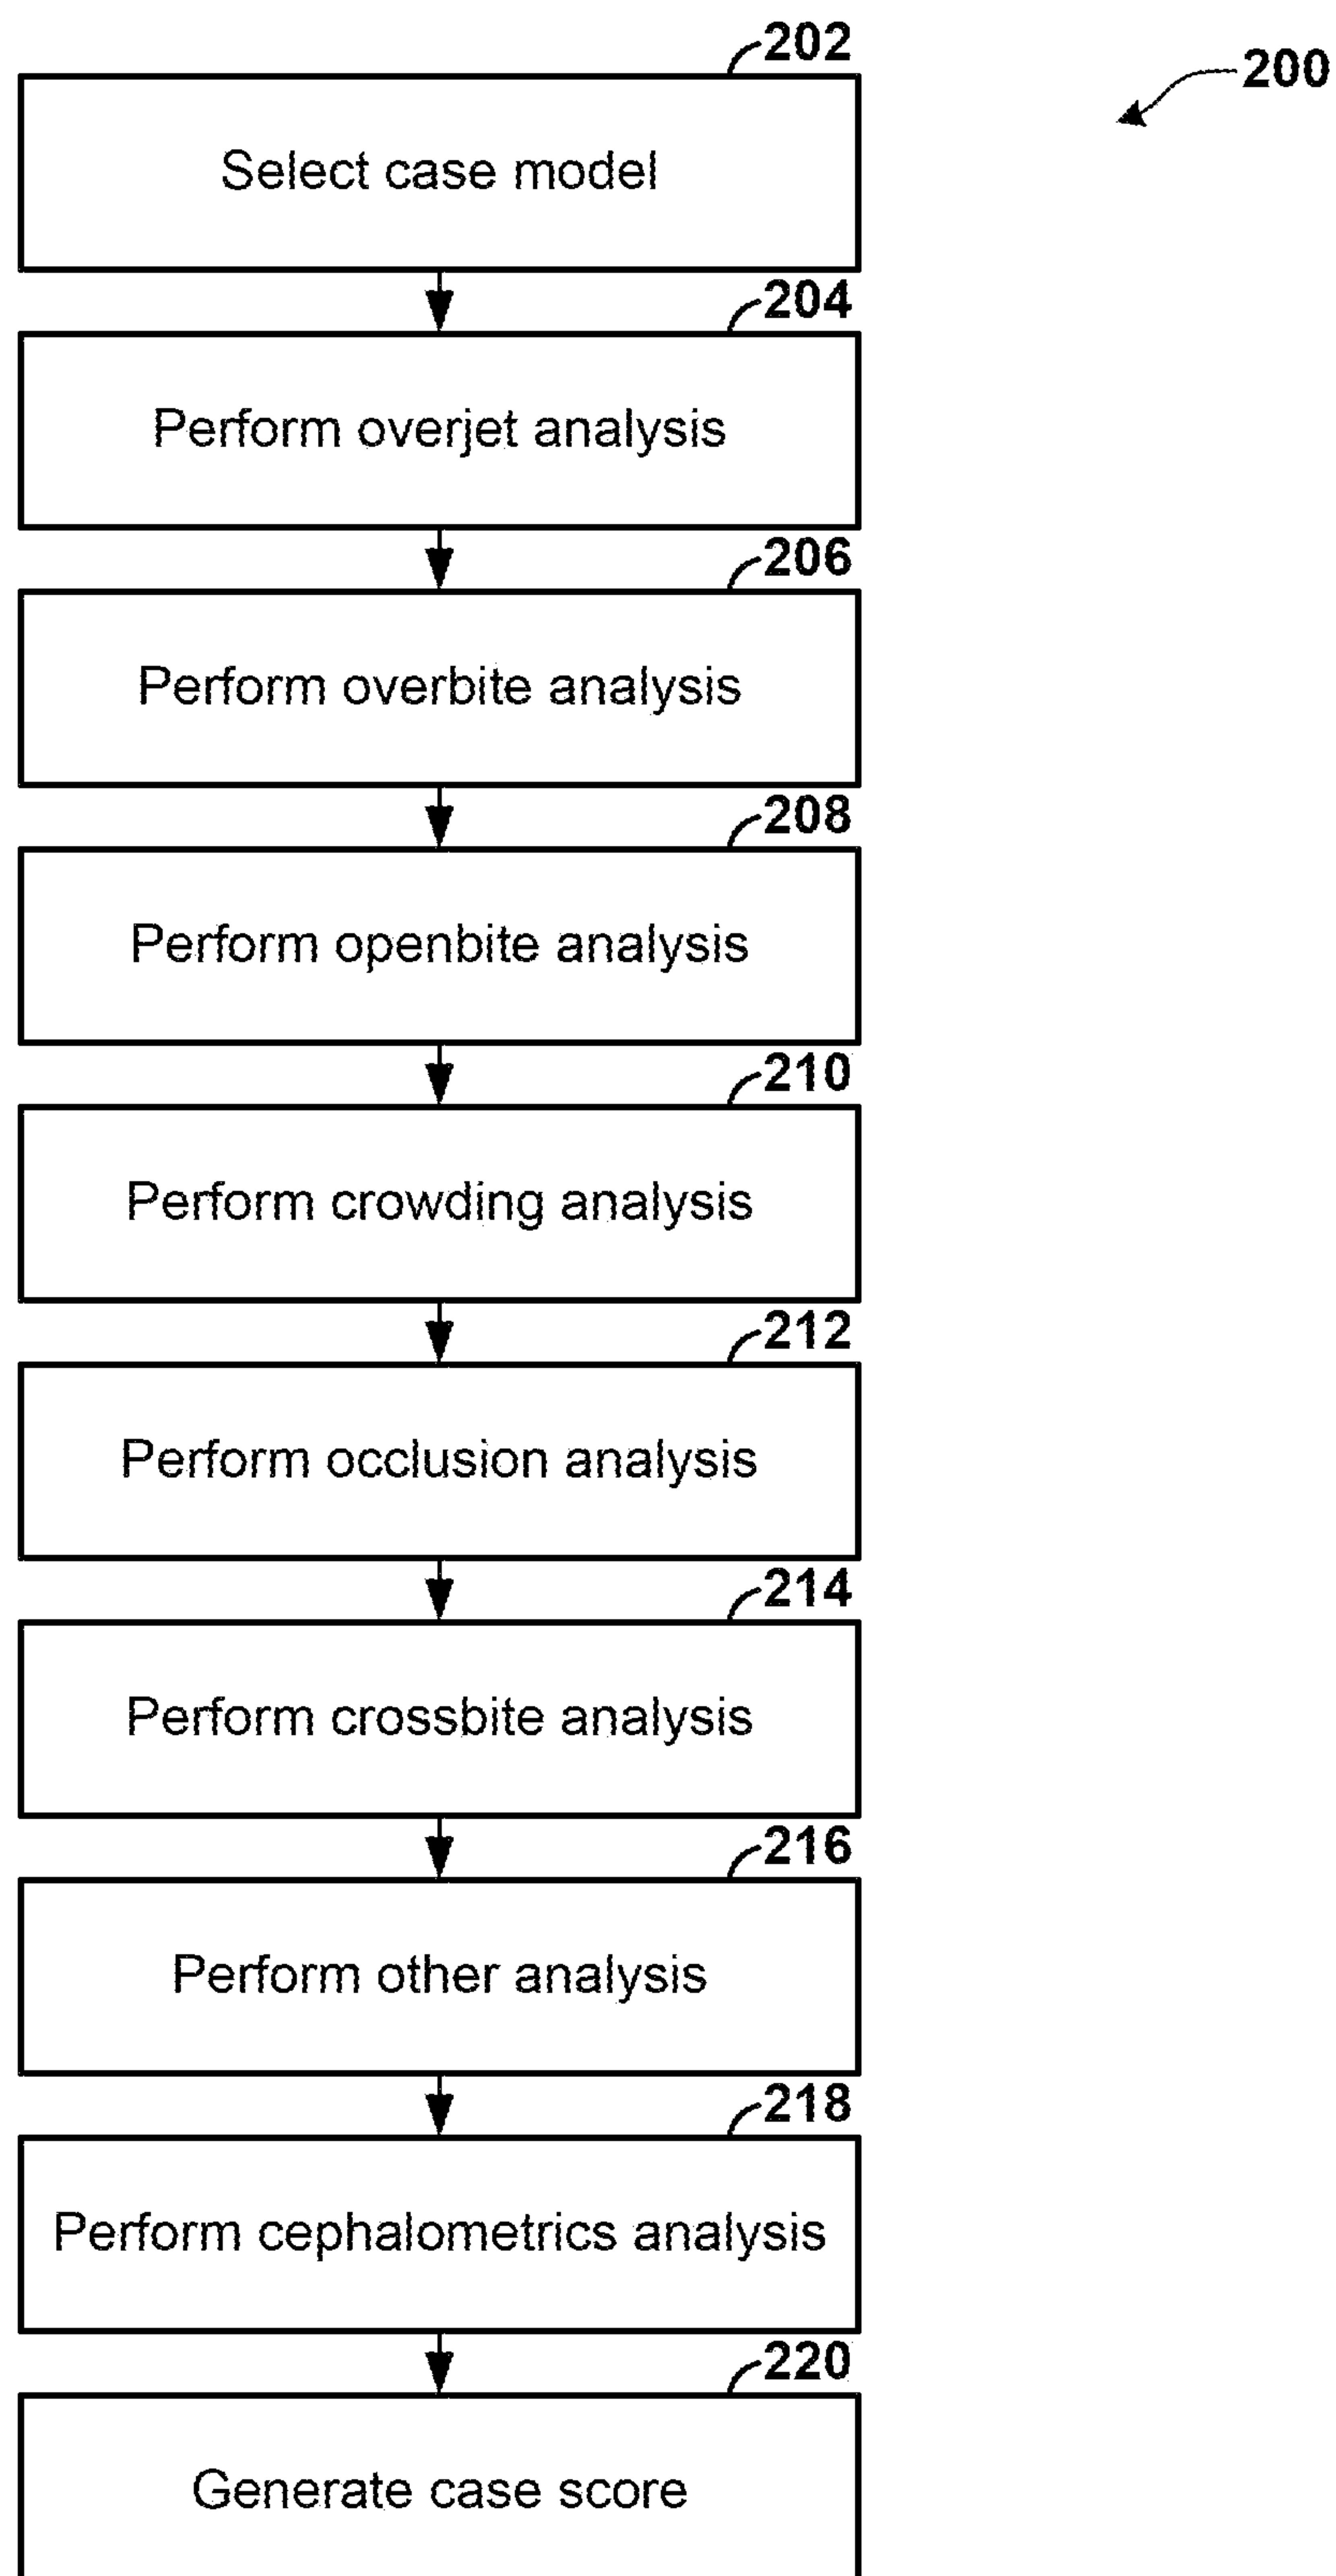 202
200
Select case model
204
Perform overjet analysis
206
Perform overbite analysis
208
Perform openbite analysis
210
Perform crowding analysis
212
Perform occlusion analysis
214
Perform crossbite analysis
216
Perform other analysis
218
Perform cephalometrics analysis
220
Generate case score